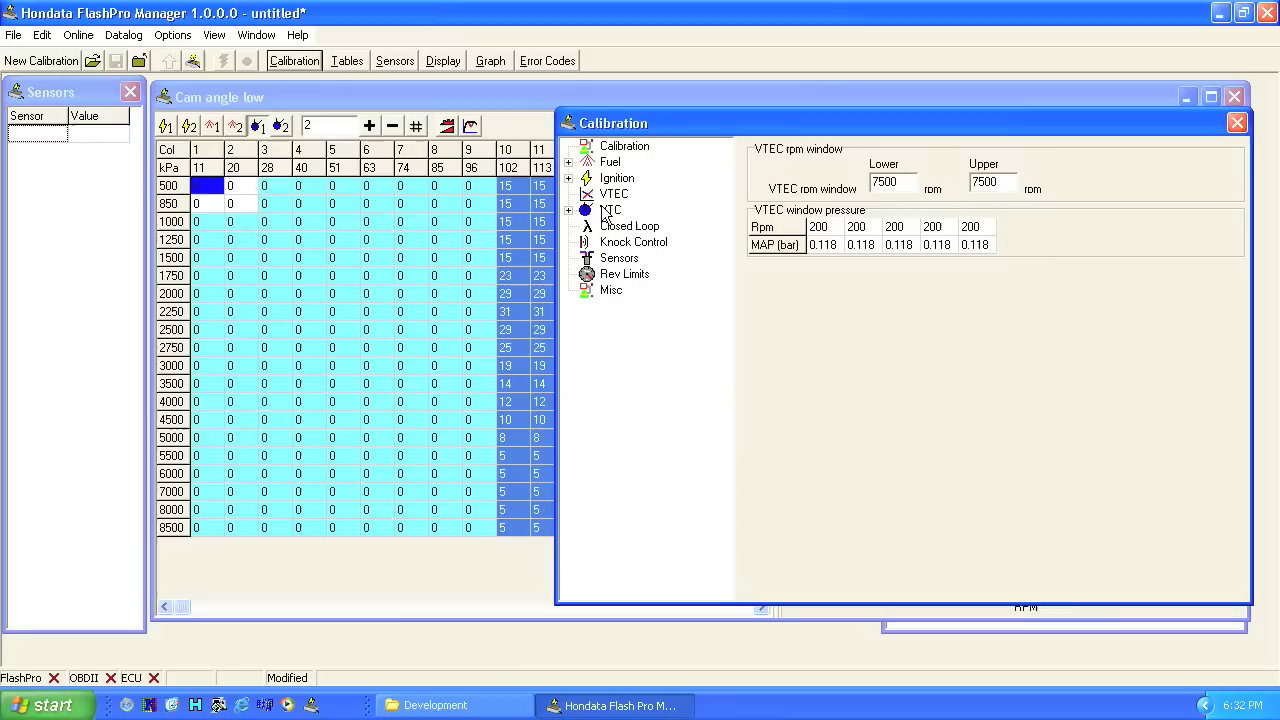 Hondata FlashPro Manager 1.0.0.0 - untitled*
File Edit Online Datalog Options View Window Help
New Calibration Calibration Tables Sensors Display Graph Error Codes
Sensors
Sensor Value
Cam angle low
2
Col 1 2 3 4 5 6 7 8 9 10 11
kPa 11 20 28 40 51 63 74 85 96 102 113
500 0 0 0 0 0 0 0 0 15 15
850 0 0 0 0 0 0 0 0 0 15 15
1000 0 0 0 0 0 0 0 0 0 15 15
1250 0 0 0 0 0 0 0 0 0 15 15
1500 0 0 0 0 0 0 0 0 0 15 15
1750 0 0 0 0 0 0 0 0 0 23 23
2000 0 0 0 0 0 0 0 0 0 29 29
2250 0 0 0 0 0 0 0 0 0 31 31
2500 0 0 0 0 0 0 0 0 0 29 29
2750 0 0 0 0 0 0 0 0 0 25 25
3000 0 0 0 0 0 0 0 0 0 19 19
3500 0 0 0 0 0 0 0 0 0 14 14
4000 0 0 0 0 0 0 0 0 0 12 12
4500 0 0 0 0 0 0 0 0 0 10 10
5000 0 0 0 0 0 0 0 0 0 8 8
5500 0 0 0 0 0 0 0 0 0 5 5
6000 0 0 0 0 0 0 0 0 0 5 5
7000 0 0 0 0 0 0 0 0 0 5 5
8000 0 0 0 0 0 0 0 0 0 5 5
8500 0 0 0 0 0 0 0 0 0 5 5
Calibration
Calibration
Fuel
Ignition
VTEC
VTC
Closed Loop
Knock Control
Sensors
Rev Limits
Misc
VTEC rpm window
Lower Upper
VTEC rpm window 7500 rpm 7500 rpm
VTEC window pressure
Rpm 200 200 200 200 200
MAP (bar) 0.118 0.118 0.118 0.118 0.118
RPM
FlashPro OBDII ECU Modified
start Development Hondata Flash Pro M... 6:32 PM